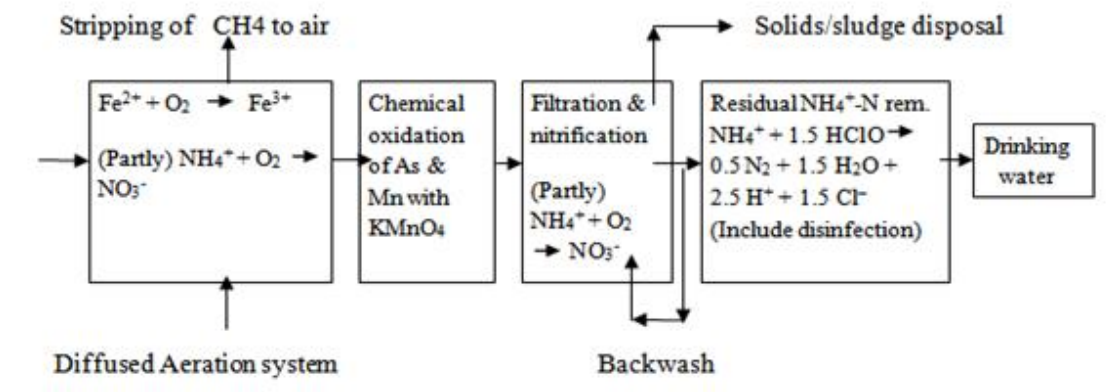 Stripping of CH4 to air
Solids/sludge disposal
Fe²⁺ + O₂ → Fe³⁺
(Partly) NH₄⁺ + O₂ →
NO₃⁻
Chemical
oxidation
of As &
Mn with
KMnO₄
Filtration &
nitrification
(Partly)
NH₄⁺ + O₂
→ NO₃⁻
Residual NH₄⁺-N rem.
NH₄⁺ + 1.5 HClO →
0.5 N₂ + 1.5 H₂O +
2.5 H⁺ + 1.5 Cl⁻
(Include disinfection)
Drinking
water
Diffused Aeration system
Backwash